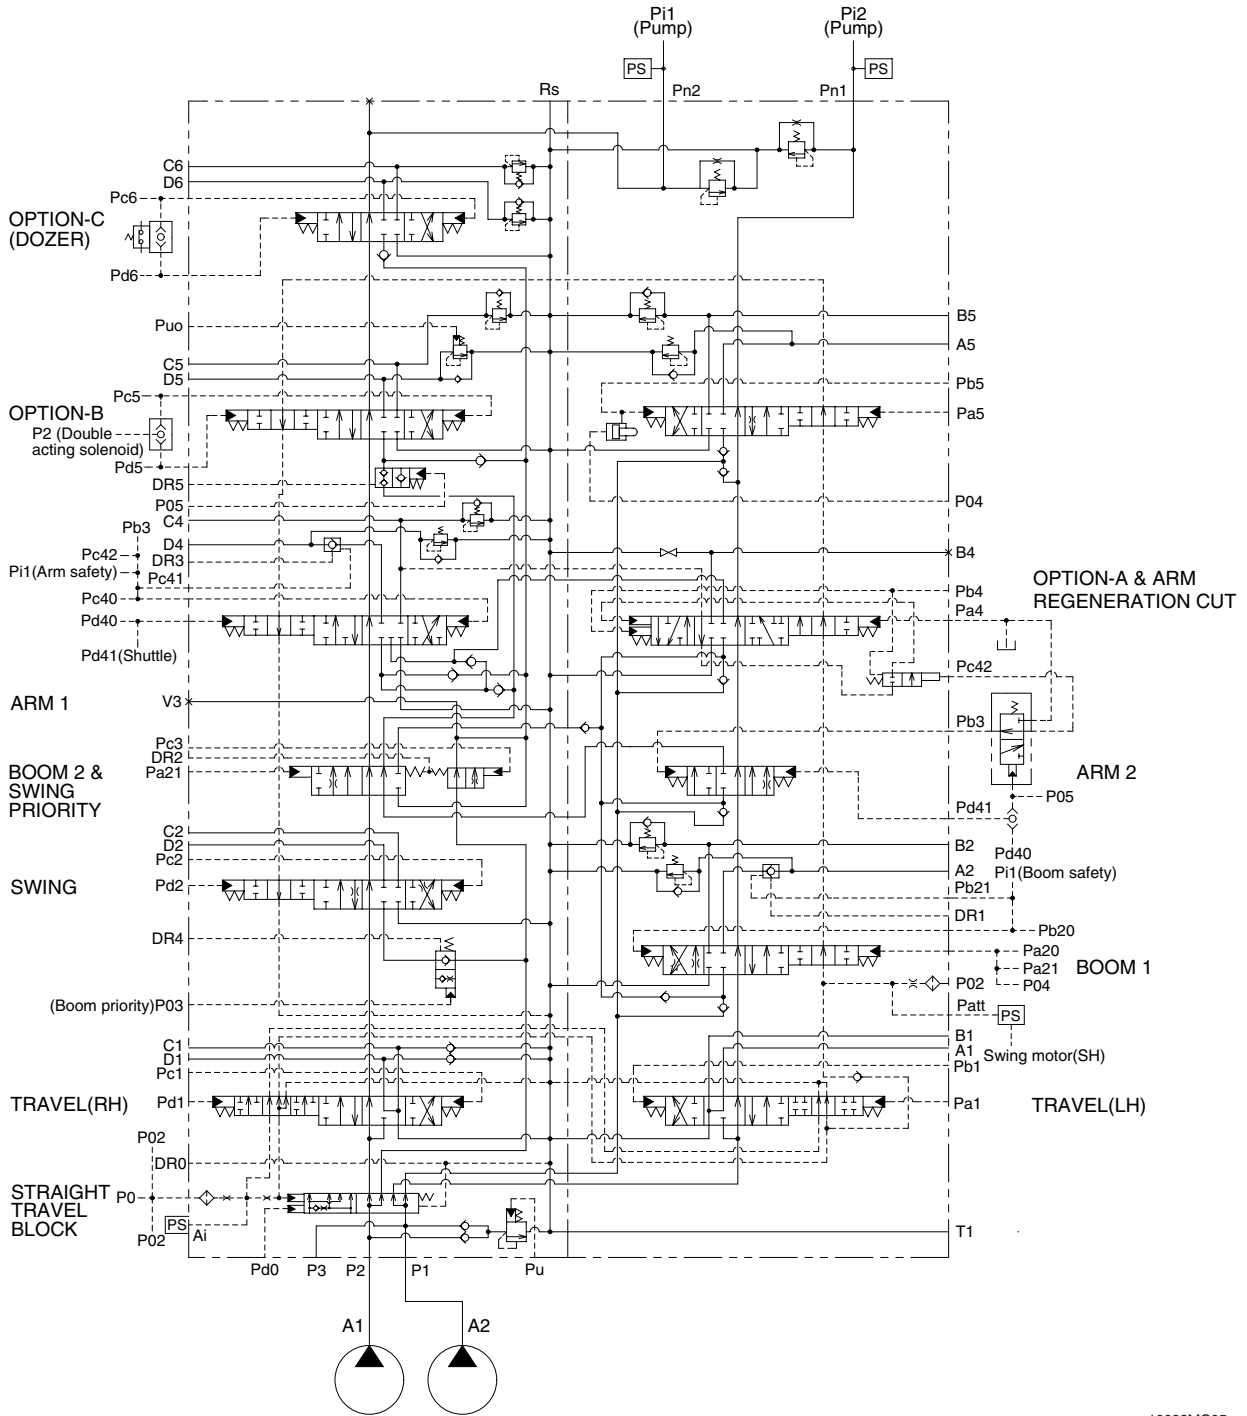 Pi1
(Pump)
Pi2
(Pump)
PS
PS
Rs
Pn2
Pn1
C6
D6
Pc6
OPTION-C
(DOZER)
Pd6
Puo
C5
D5
Pc5
OPTION-B
P2 (Double
acting solenoid)
Pd5
DR5
P05
C4
Pb3
D4
Pc42
DR3
Pi1(Arm safety)
Pc41
Pc40
Pd40
Pd41(Shuttle)
ARM 1
V3
Pc3
DR2
BOOM 2 &
SWING
PRIORITY
Pa21
C2
D2
Pc2
SWING
Pd2
DR4
(Boom priority)P03
C1
D1
Pc1
TRAVEL(RH)
Pd1
P02
DR0
STRAIGHT
TRAVEL
BLOCK
P0
PS
Ai
P02
Pd0
P3
P2
P1
Pu
A1
A2
B5
A5
Pb5
Pa5
P04
B4
OPTION-A & ARM
REGENERATION CUT
Pb4
Pa4
Pc42
Pb3
ARM 2
P05
Pd41
B2
Pd40
A2
Pi1(Boom safety)
Pb21
DR1
Pb20
Pa20
Pa21
BOOM 1
P02
P04
Patt
PS
B1
A1
Swing motor(SH)
Pb1
Pa1
TRAVEL(LH)
T1